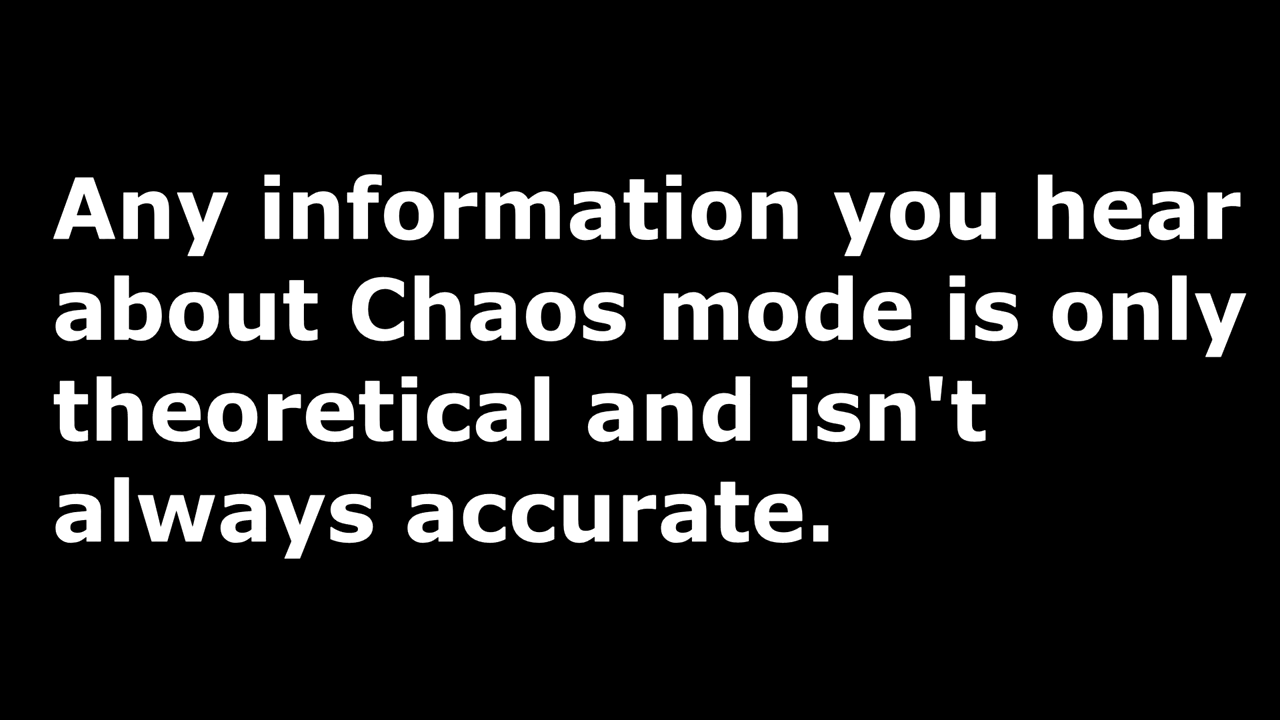 Any information you hear
about Chaos mode is only
theoretical and isn't
always accurate.